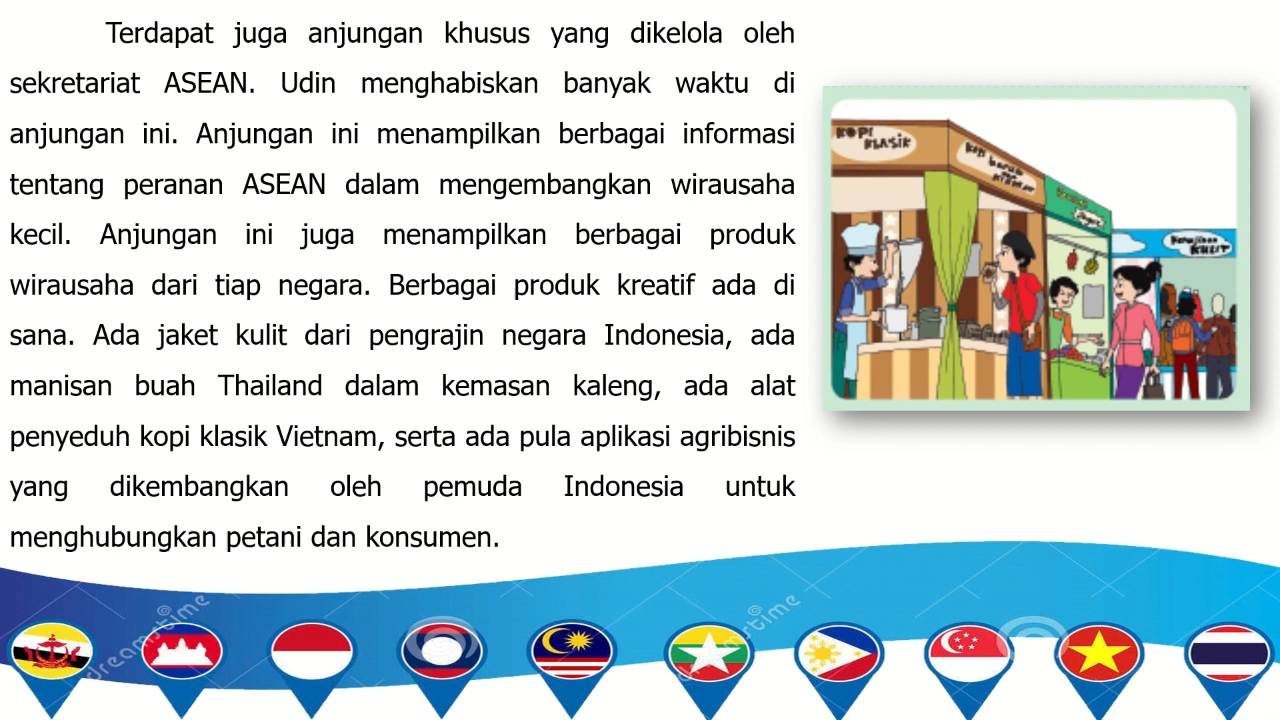 Terdapat juga anjungan khusus yang dikelola oleh
sekretariat ASEAN. Udin menghabiskan banyak waktu di
anjungan ini. Anjungan ini menampilkan berbagai informasi
tentang peranan ASEAN dalam mengembangkan wirausaha
kecil. Anjungan ini juga menampilkan berbagai produk
wirausaha dari tiap negara. Berbagai produk kreatif ada di
sana. Ada jaket kulit dari pengrajin negara Indonesia, ada
manisan buah Thailand dalam kemasan kaleng, ada alat
penyeduh kopi klasik Vietnam, serta ada pula aplikasi agribisnis
yang dikembangkan oleh pemuda Indonesia untuk
menghubungkan petani dan konsumen.
KOPI
KLASIK
KULIT
dreamstime
dreamstime